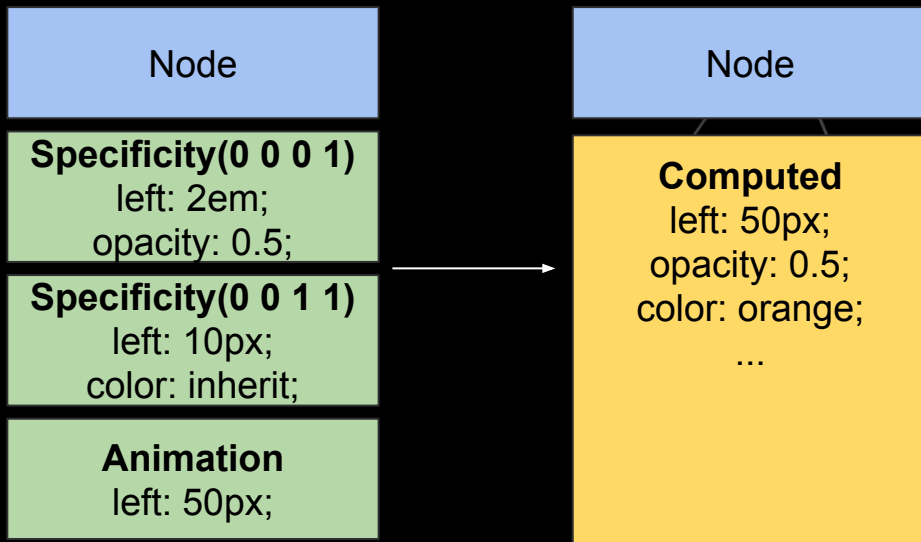 Node
Specificity(0 0 0 1)
left: 2em;
opacity: 0.5;
Specificity(0 0 1 1)
left: 10px;
color: inherit;
Animation
left: 50px;
Node
Computed
left: 50px;
opacity: 0.5;
color: orange;
...